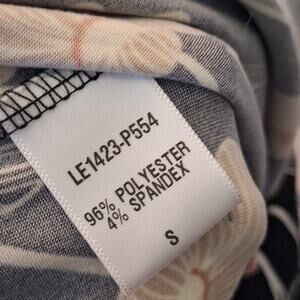 LE1423-P554
96% POLYESTER
4% SPANDEX
S